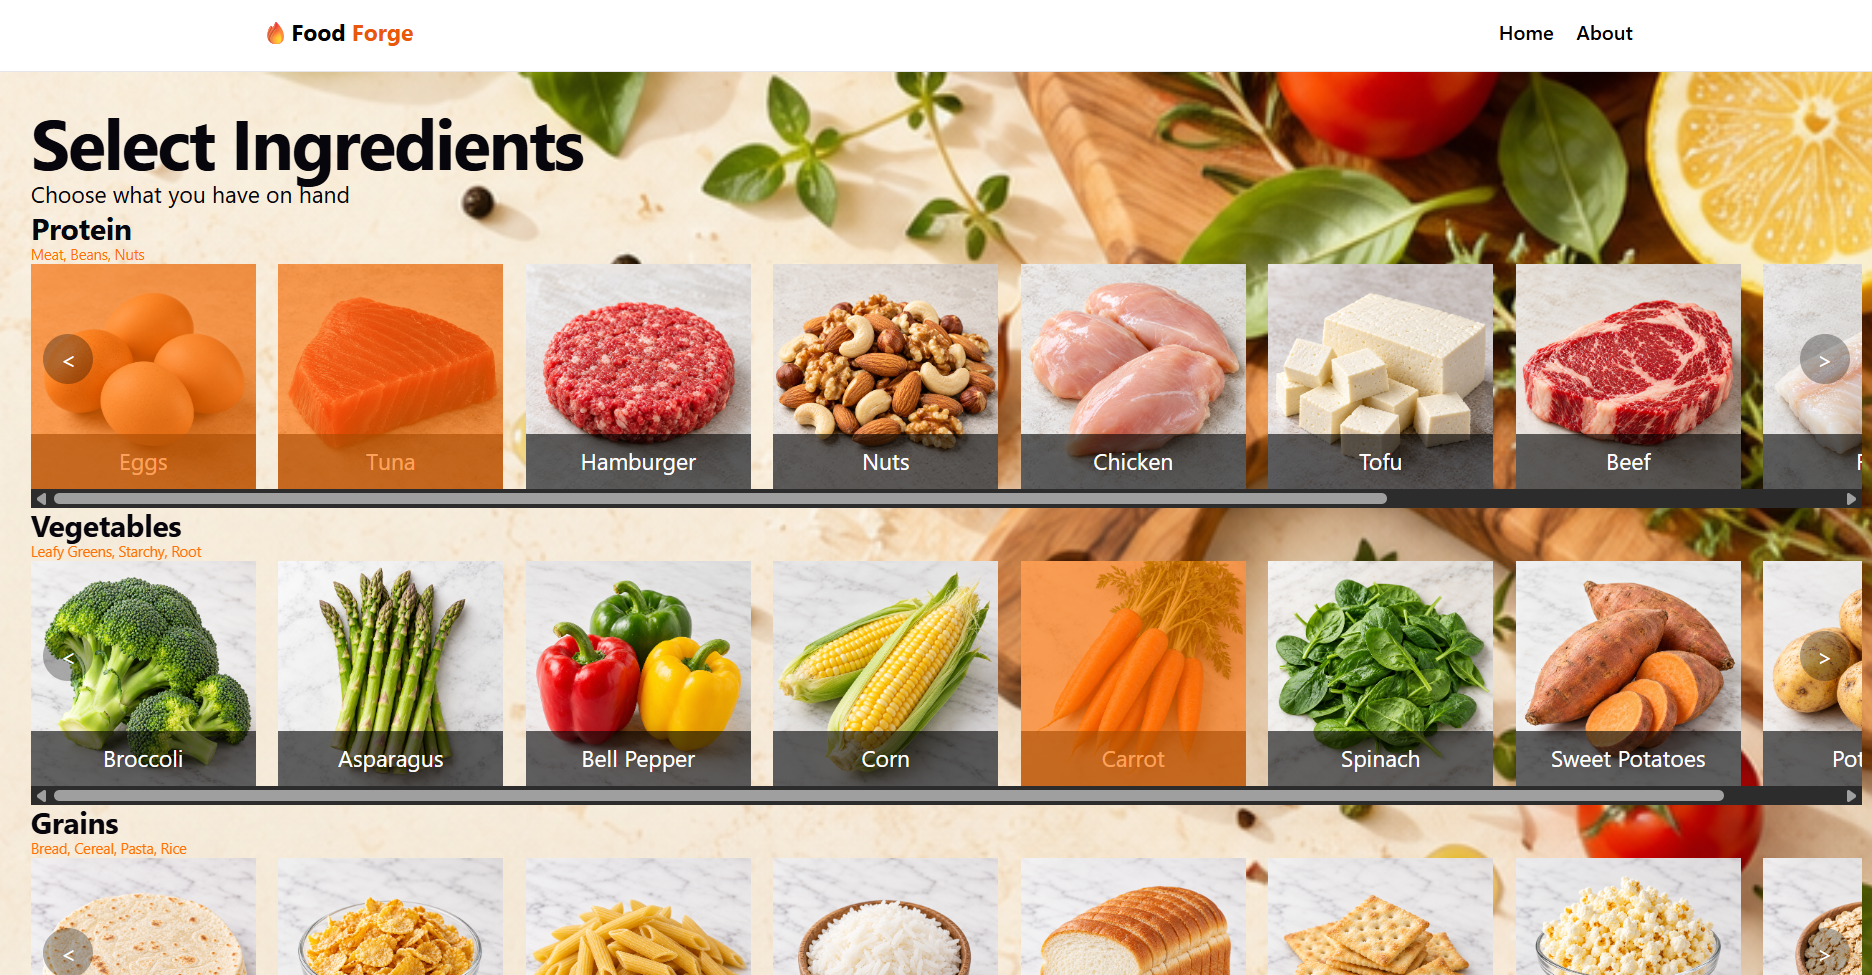 Food Forge
Home About
Select Ingredients
Choose what you have on hand
Protein
Meat, Beans, Nuts
< >
Eggs Tuna Hamburger Nuts Chicken Tofu Beef
Vegetables
Leafy Greens, Starchy, Root
< >
Broccoli Asparagus Bell Pepper Corn Carrot Spinach Sweet Potatoes Pot
Grains
Bread, Cereal, Pasta, Rice
< >